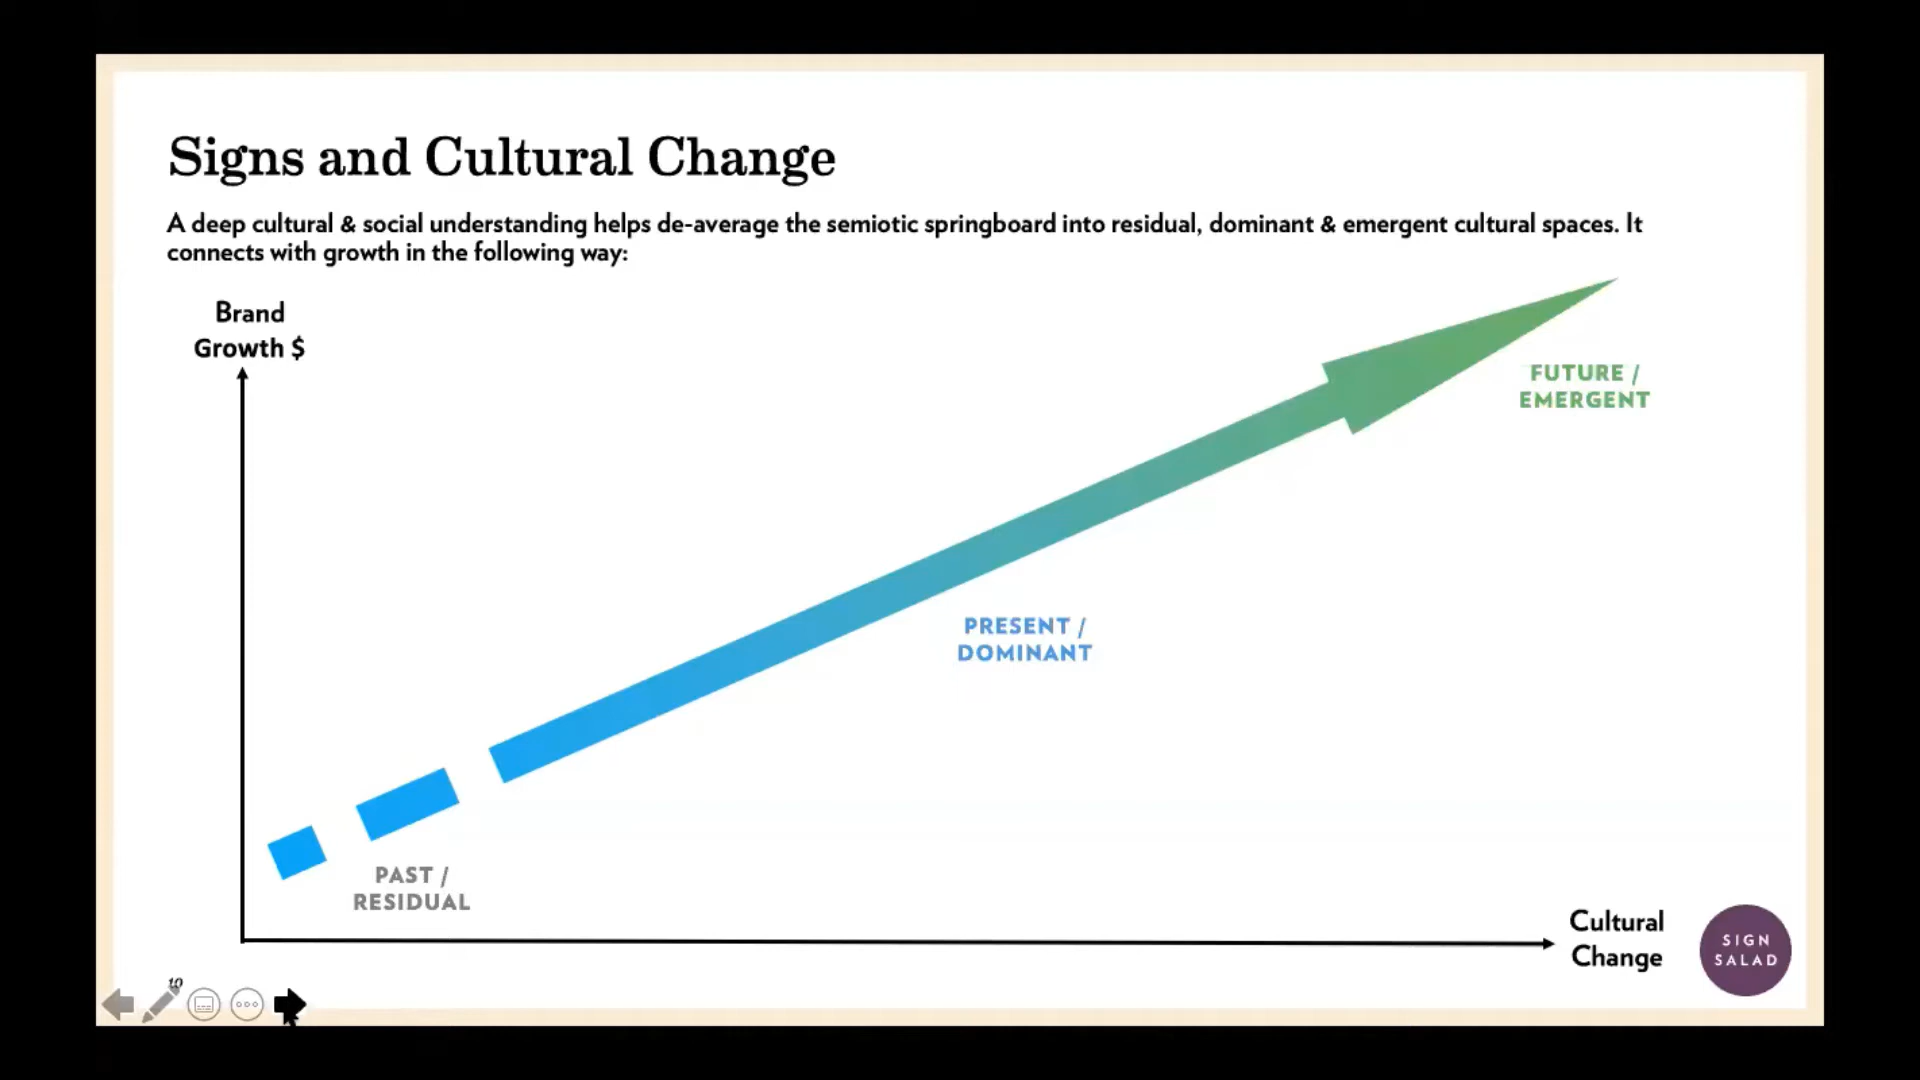 Signs and Cultural Change
A deep cultural & social understanding helps de-average the semiotic springboard into residual, dominant & emergent cultural spaces. It
connects with growth in the following way:
Brand
Growth $
FUTURE /
EMERGENT
PRESENT /
DOMINANT
PAST /
RESIDUAL
Cultural
Change
SIGN
SALAD
10